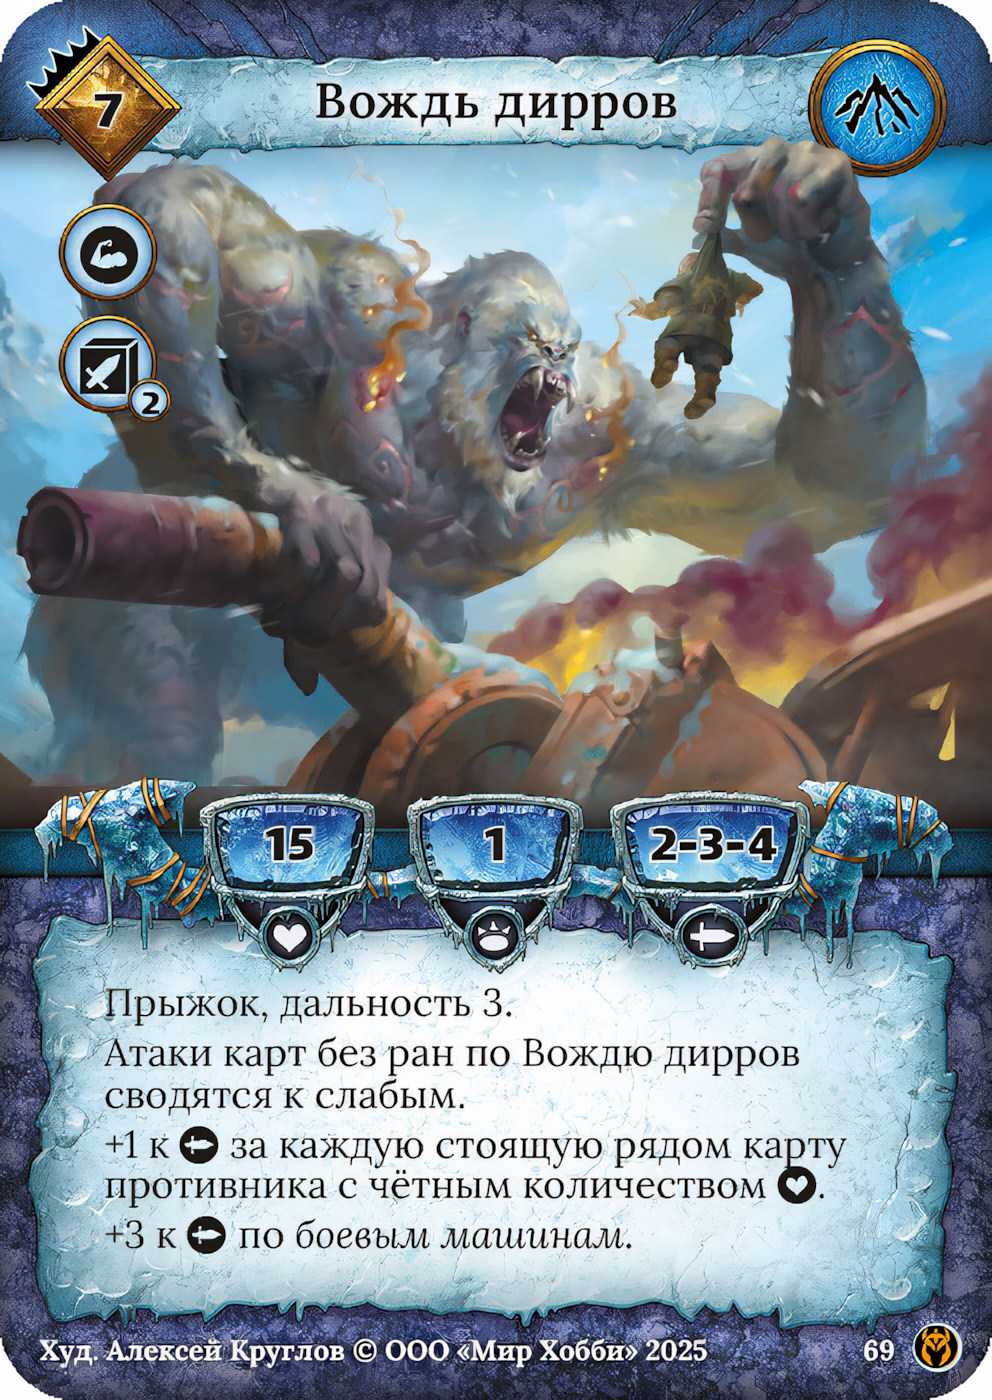 7
Вождь дирров
2
15
1
2-3-4
Прыжок, дальность 3.
Атаки карт без ран по Вождю дирров
сводятся к слабым.
+1 к за каждую стоящую рядом карту
противника с чётным количеством .
+3 к по боевым машинам.
Худ. Алексей Круглов © ООО «Мир Хобби» 2025
69